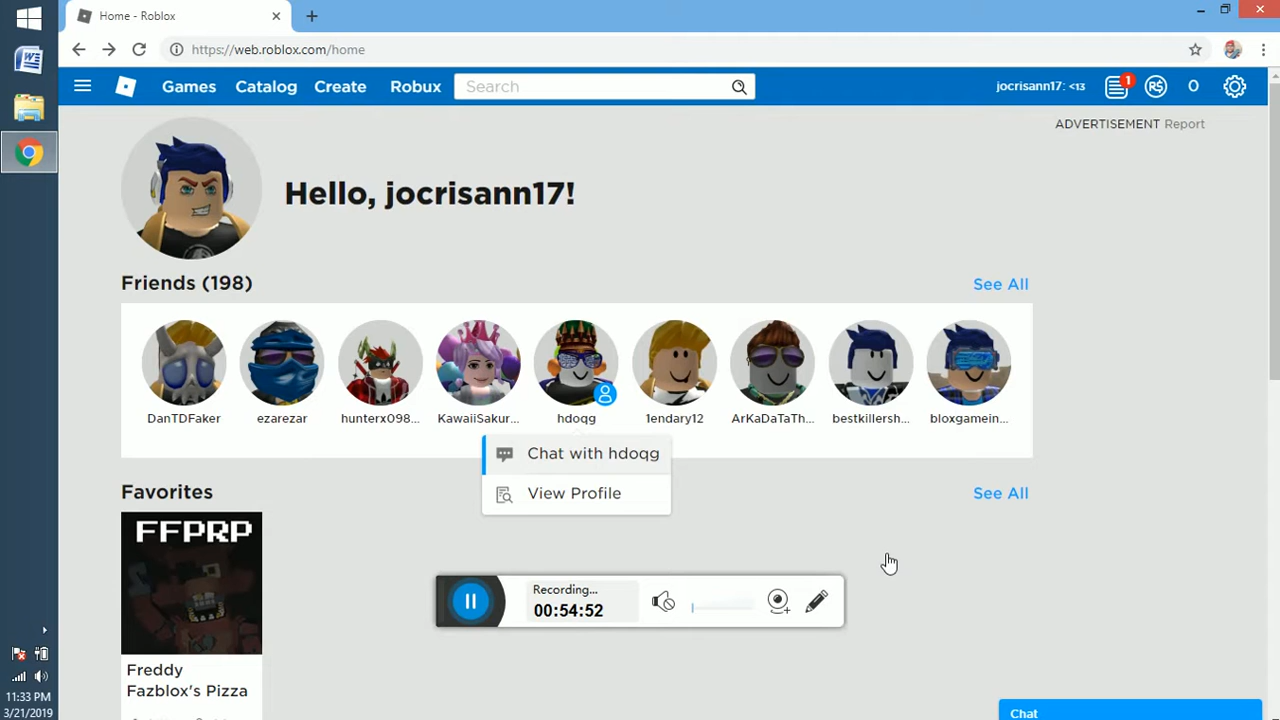 Home - Roblox
https://web.roblox.com/home
Games Catalog Create Robux Search jocrisann17: <13 1 R$ 0
ADVERTISEMENT Report
Hello, jocrisann17!
Friends (198) See All
DanTDFaker ezarezar hunterx098... KawaiiSakur... hdoqg 1endary12 ArKaDaTaTh... bestkillersh... bloxgamein...
Chat with hdoqg
View Profile
Favorites See All
FFPRP
Recording...
00:54:52
Freddy
Fazblox's Pizza
11:33 PM
3/21/2019
Chat